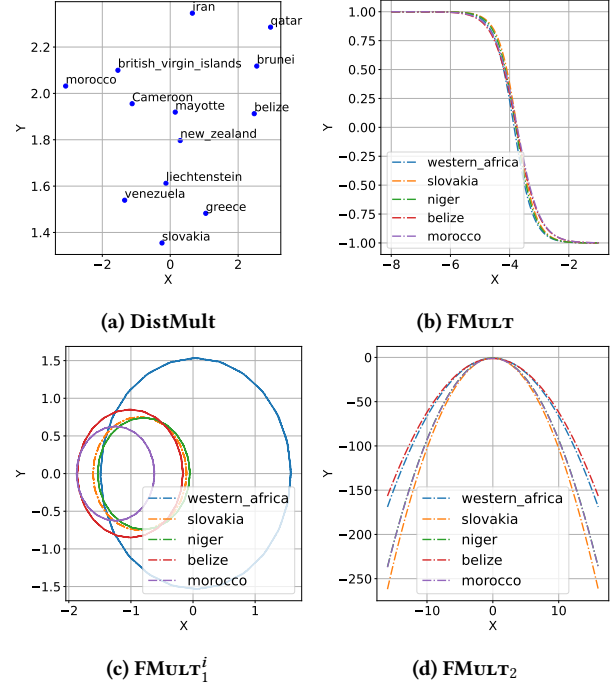 iran
qatar
brunei
british_virgin_islands
morocco
Cameroon
mayotte
belize
new_zealand
liechtenstein
venezuela
greece
slovakia
2.2
2.0
1.8
1.6
1.4
Y
−2
0
2
X
(a) DistMult
1.00
0.75
0.50
0.25
0.00
−0.25
−0.50
−0.75
−1.00
Y
western_africa
slovakia
niger
belize
morocco
−8
−6
−4
−2
X
(b) FMULT
1.5
1.0
0.5
0.0
−0.5
−1.0
−1.5
Y
western_africa
slovakia
niger
belize
morocco
−2
−1
0
1
X
(c) FMULT₁ⁱ
0
−50
−100
−150
−200
−250
Y
western_africa
slovakia
niger
belize
morocco
−10
0
10
X
(d) FMULT₂